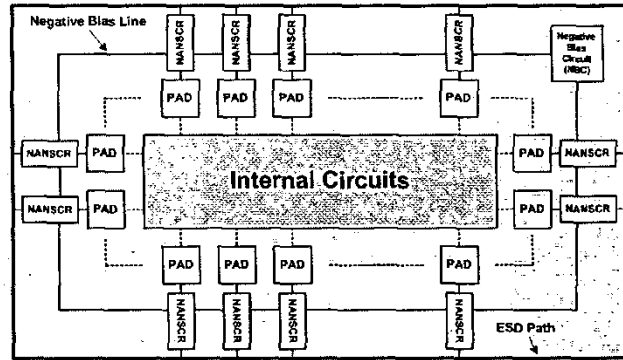 Negative Bias Line
NANSCR
NANSCR
NANSCR
NANSCR
Negative
Bias
Circuit
(NBC)
PAD
PAD
PAD
PAD
NANSCR
PAD
PAD
NANSCR
Internal Circuits
NANSCR
PAD
PAD
NANSCR
PAD
PAD
PAD
PAD
NANSCR
NANSCR
NANSCR
NANSCR
ESD Path